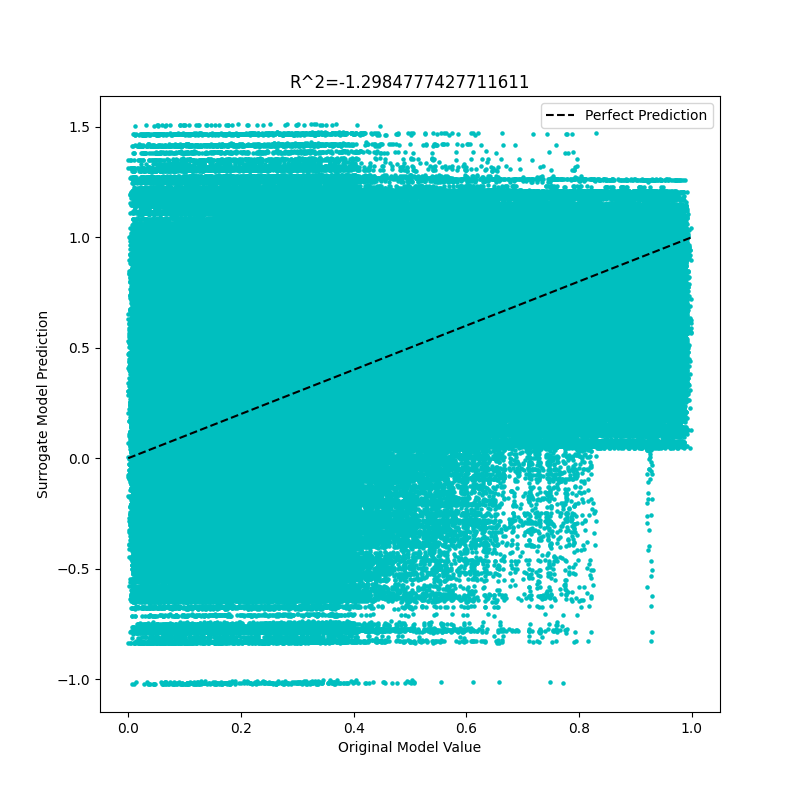 R^2=-1.2984777427711611
Perfect Prediction
1.5
1.0
0.5
0.0
−0.5
−1.0
Surrogate Model Prediction
0.0 0.2 0.4 0.6 0.8 1.0
Original Model Value